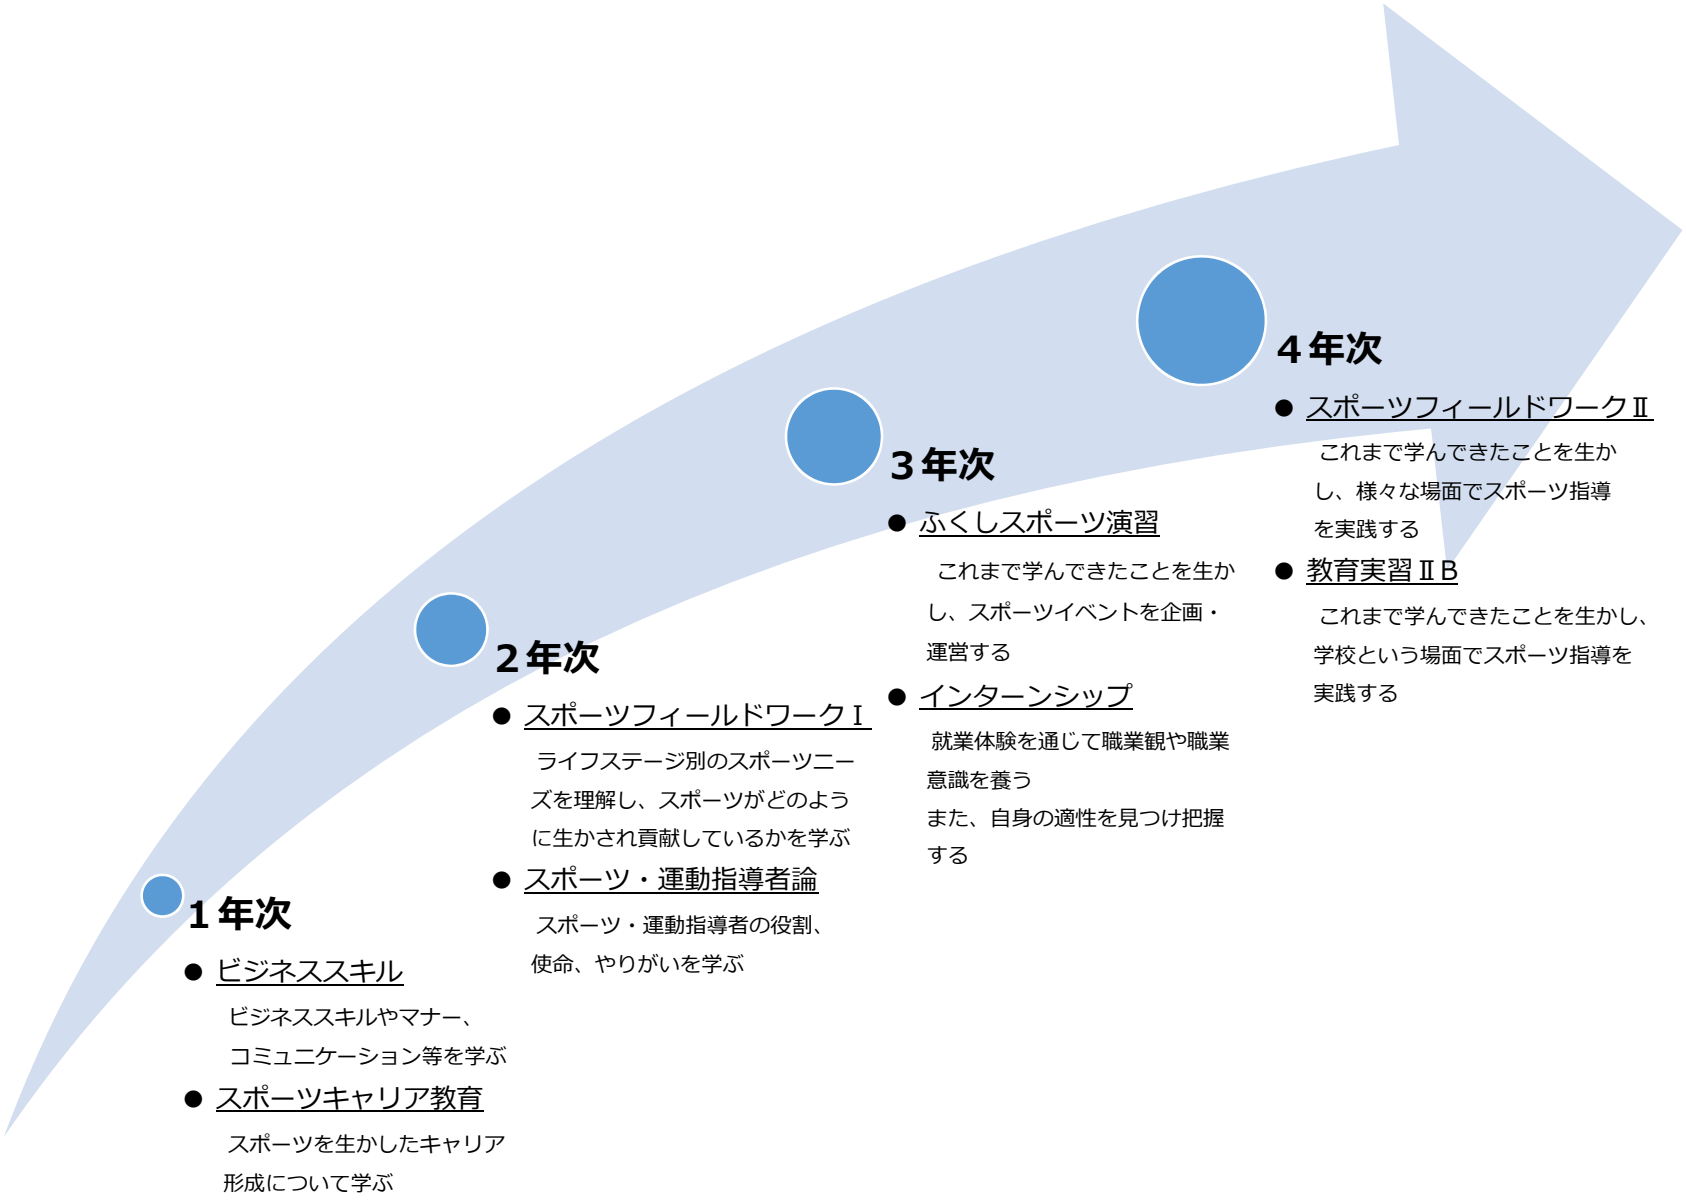 １年次
● ビジネススキル
ビジネススキルやマナー、
コミュニケーション等を学ぶ
● スポーツキャリア教育
スポーツを生かしたキャリア
形成について学ぶ
２年次
● スポーツフィールドワークⅠ
ライフステージ別のスポーツニー
ズを理解し、スポーツがどのよう
に生かされ貢献しているかを学ぶ
● スポーツ・運動指導者論
スポーツ・運動指導者の役割、
使命、やりがいを学ぶ
３年次
● ふくしスポーツ演習
これまで学んできたことを生か
し、スポーツイベントを企画・
運営する
● インターンシップ
就業体験を通じて職業観や職業
意識を養う
また、自身の適性を見つけ把握
する
４年次
● スポーツフィールドワークⅡ
これまで学んできたことを生か
し、様々な場面でスポーツ指導
を実践する
● 教育実習ⅡB
これまで学んできたことを生かし、
学校という場面でスポーツ指導を
実践する